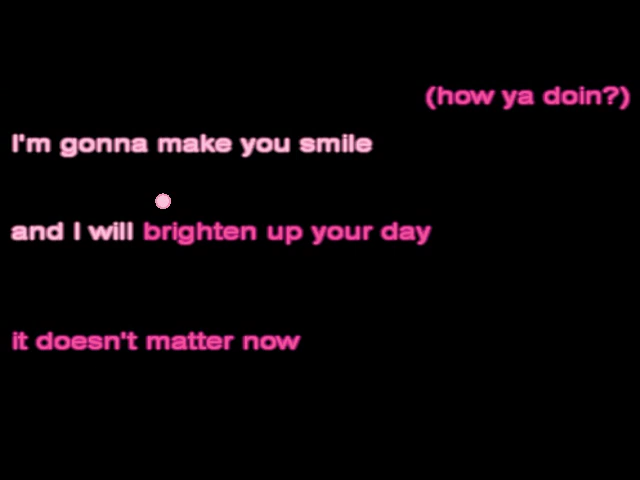 (how ya doin?)
I'm gonna make you smile
and I will brighten up your day
it doesn't matter now